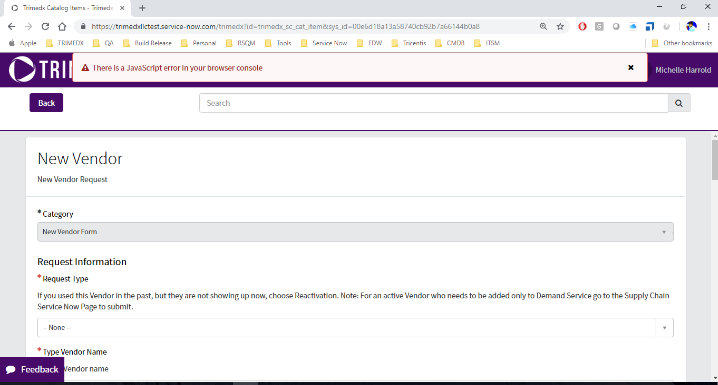 Trimedx Catalog Items - Trimedx
https://trimedxllctest.service-now.com/trimedx?id=trimedx_sc_cat_item&sys_id=00e6d18a13a58740cb92b7a66144b0a8
Apple TRIMEDX QA Build Release Personal BSQM Tools Service Now EDW Tricentis CMDB ITSM Other bookmarks
TRI
There is a JavaScript error in your browser console
Michelle Harrold
Back
Search
New Vendor
New Vendor Request
* Category
New Vendor Form
Request Information
* Request Type
If you used this Vendor in the past, but they are not showing up now, choose Reactivation. Note: For an active Vendor who needs to be added only to Demand Service go to the Supply Chain
Service Now Page to submit.
-- None --
* Type Vendor Name
Feedback
Vendor name